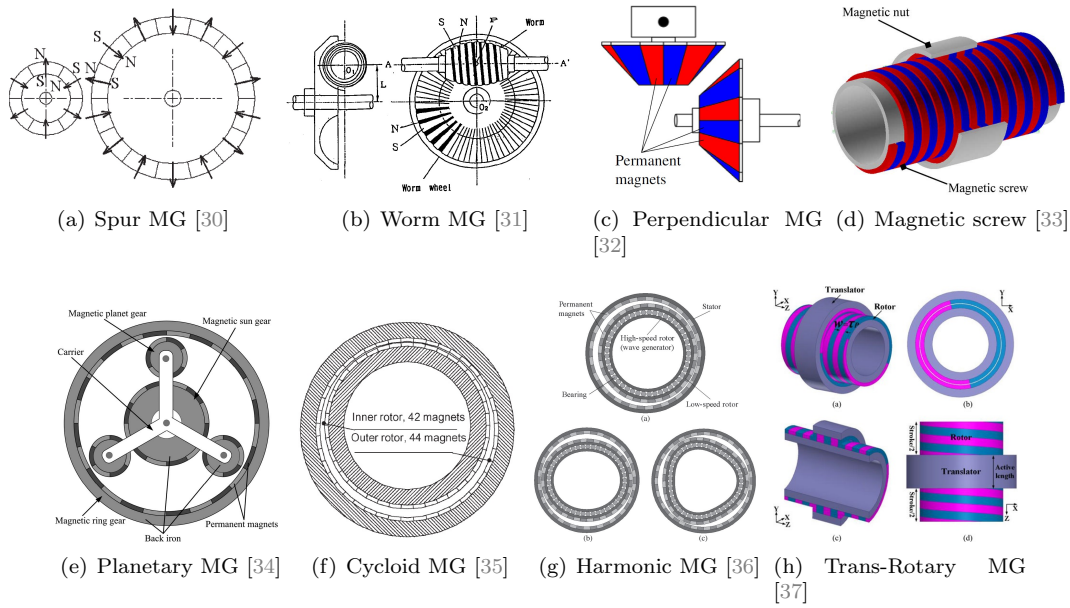 S
N
S
N
S N
N
S
S
N
(a) Spur MG [30]
S N P Worm
A A'
O₁
L
O₂
N
S
Worm wheel
(b) Worm MG [31]
Permanent
magnets
(c) Perpendicular MG
[32]
Magnetic nut
Magnetic screw
(d) Magnetic screw [33]
Magnetic planet gear
Magnetic sun gear
Carrier
Magnetic ring gear
Back iron
Permanent magnets
(e) Planetary MG [34]
Inner rotor, 42 magnets
Outer rotor, 44 magnets
(f) Cycloid MG [35]
Permanent
magnets
Stator
High-speed rotor
(wave generator)
Bearing
Low-speed rotor
(a)
(b)
(c)
(g) Harmonic MG [36]
Translator
Rotor
Y
X
Z
(a)
Y
X
(b)
Y
X
Z
(c)
Stroke/2
Rotor
Translator
Active
length
Stroke/2
X
Z
(d)
(h) Trans-Rotary MG
[37]